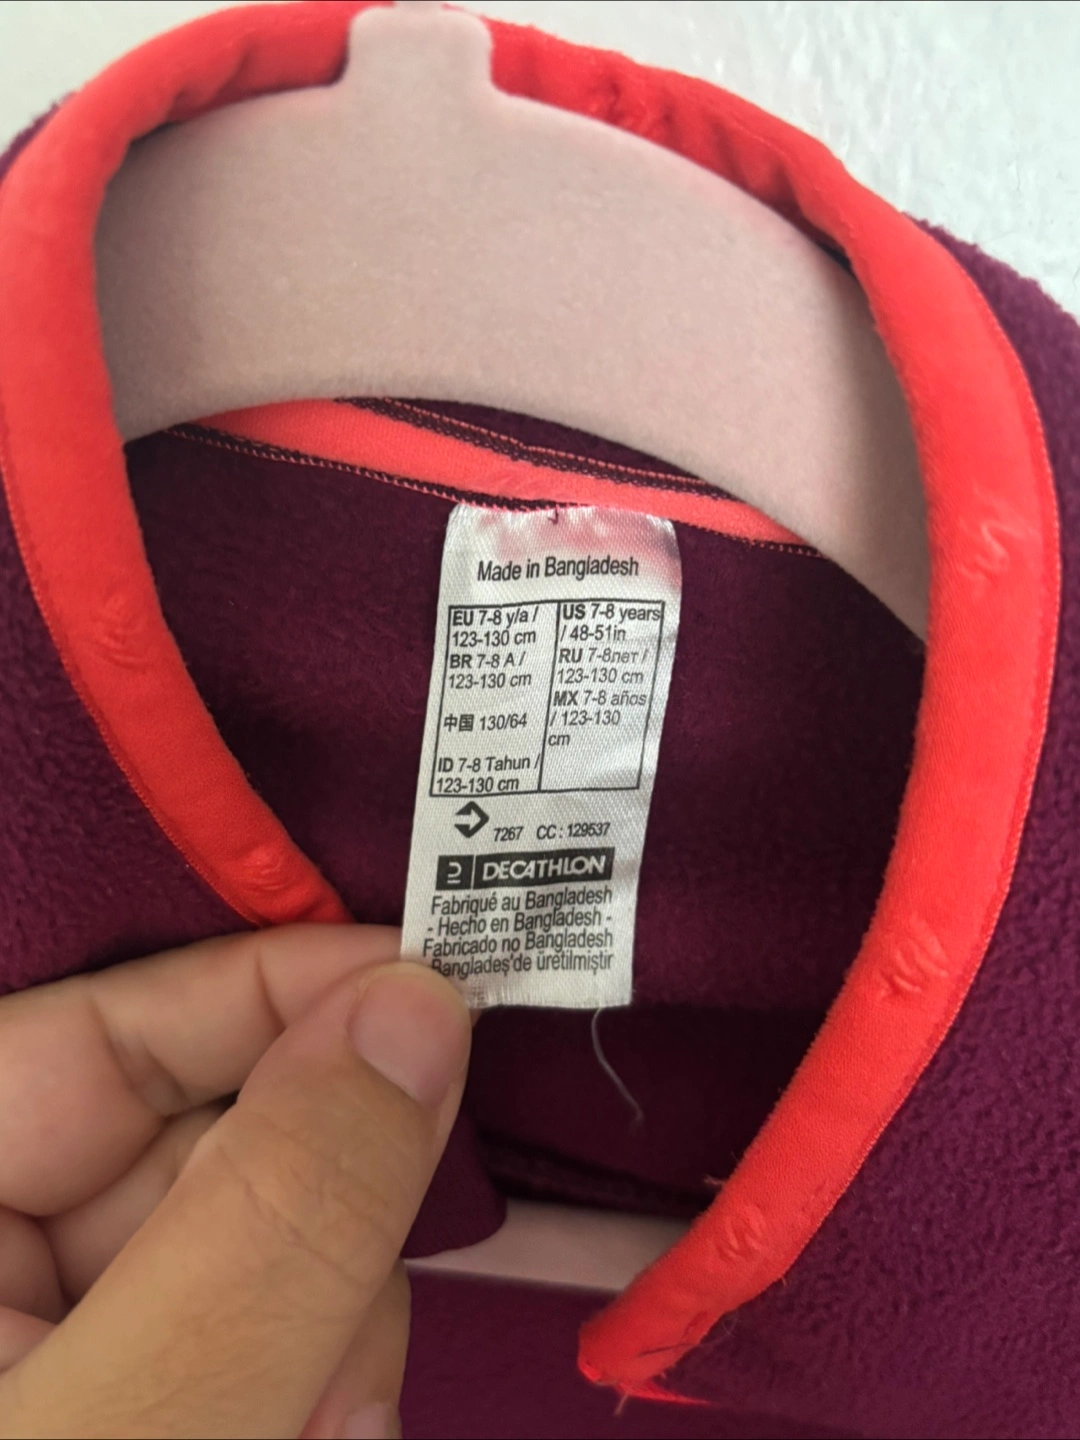 Made in Bangladesh
EU 7-8 y/a /
123-130 cm
BR 7-8 A /
123-130 cm
中国 130/64
ID 7-8 Tahun /
123-130 cm
US 7-8 years
/ 48-51in
RU 7-8лет /
123-130 cm
MX 7-8 años
/ 123-130
cm
7267 CC : 129537
DECATHLON
Fabriqué au Bangladesh
- Hecho en Bangladesh -
Fabricado no Bangladesh
Bangladeş'de üretilmiştir